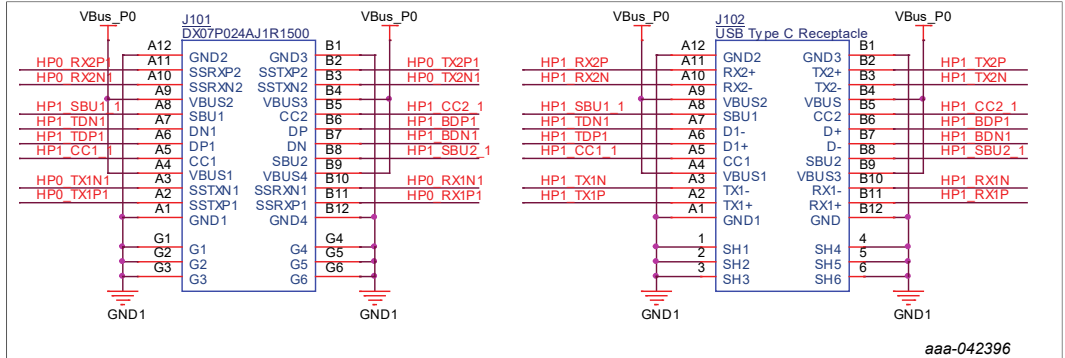 VBus_P0 VBus_P0 VBus_P0 VBus_P0
J101 J102
DX07P024AJ1R1500 USB Type C Receptacle
A12 GND2 GND3 B1 A12 GND2 GND3 B1
HP0_RX2P1 A11 SSRXP2 SSTXP2 B2 HP0_TX2P1 HP1_RX2P A11 RX2+ TX2+ B2 HP1_TX2P
HP0_RX2N1 A10 SSRXN2 SSTXN2 B3 HP0_TX2N1 HP1_RX2N A10 RX2- TX2- B3 HP1_TX2N
A9 VBUS2 VBUS3 B4 A9 VBUS2 VBUS B4
HP1_SBU1_1 A8 SBU1 CC2 B5 HP1_CC2_1 HP1_SBU1_1 A8 SBU1 CC2 B5 HP1_CC2_1
HP1_TDN1 A7 DN1 DP B6 HP1_BDP1 HP1_TDN1 A7 D1- D+ B6 HP1_BDP1
HP1_TDP1 A6 DP1 DN B7 HP1_BDN1 HP1_TDP1 A6 D1+ D- B7 HP1_BDN1
HP1_CC1_1 A5 CC1 SBU2 B8 HP1_SBU2_1 HP1_CC1_1 A5 CC1 SBU2 B8 HP1_SBU2_1
A4 VBUS1 VBUS4 B9 A4 VBUS1 VBUS3 B9
HP0_TX1N1 A3 SSTXN1 SSRXN1 B10 HP0_RX1N1 HP1_TX1N A3 TX1- RX1- B10 HP1_RX1N
HP0_TX1P1 A2 SSTXP1 SSRXP1 B11 HP0_RX1P1 HP1_TX1P A2 TX1+ RX1+ B11 HP1_RX1P
A1 GND1 GND4 B12 A1 GND1 GND B12
G1 G1 G4 G4 1 SH1 SH4 4
G2 G2 G5 G5 2 SH2 SH5 5
G3 G3 G6 G6 3 SH3 SH6 6
GND1 GND1 GND1 GND1
aaa-042396